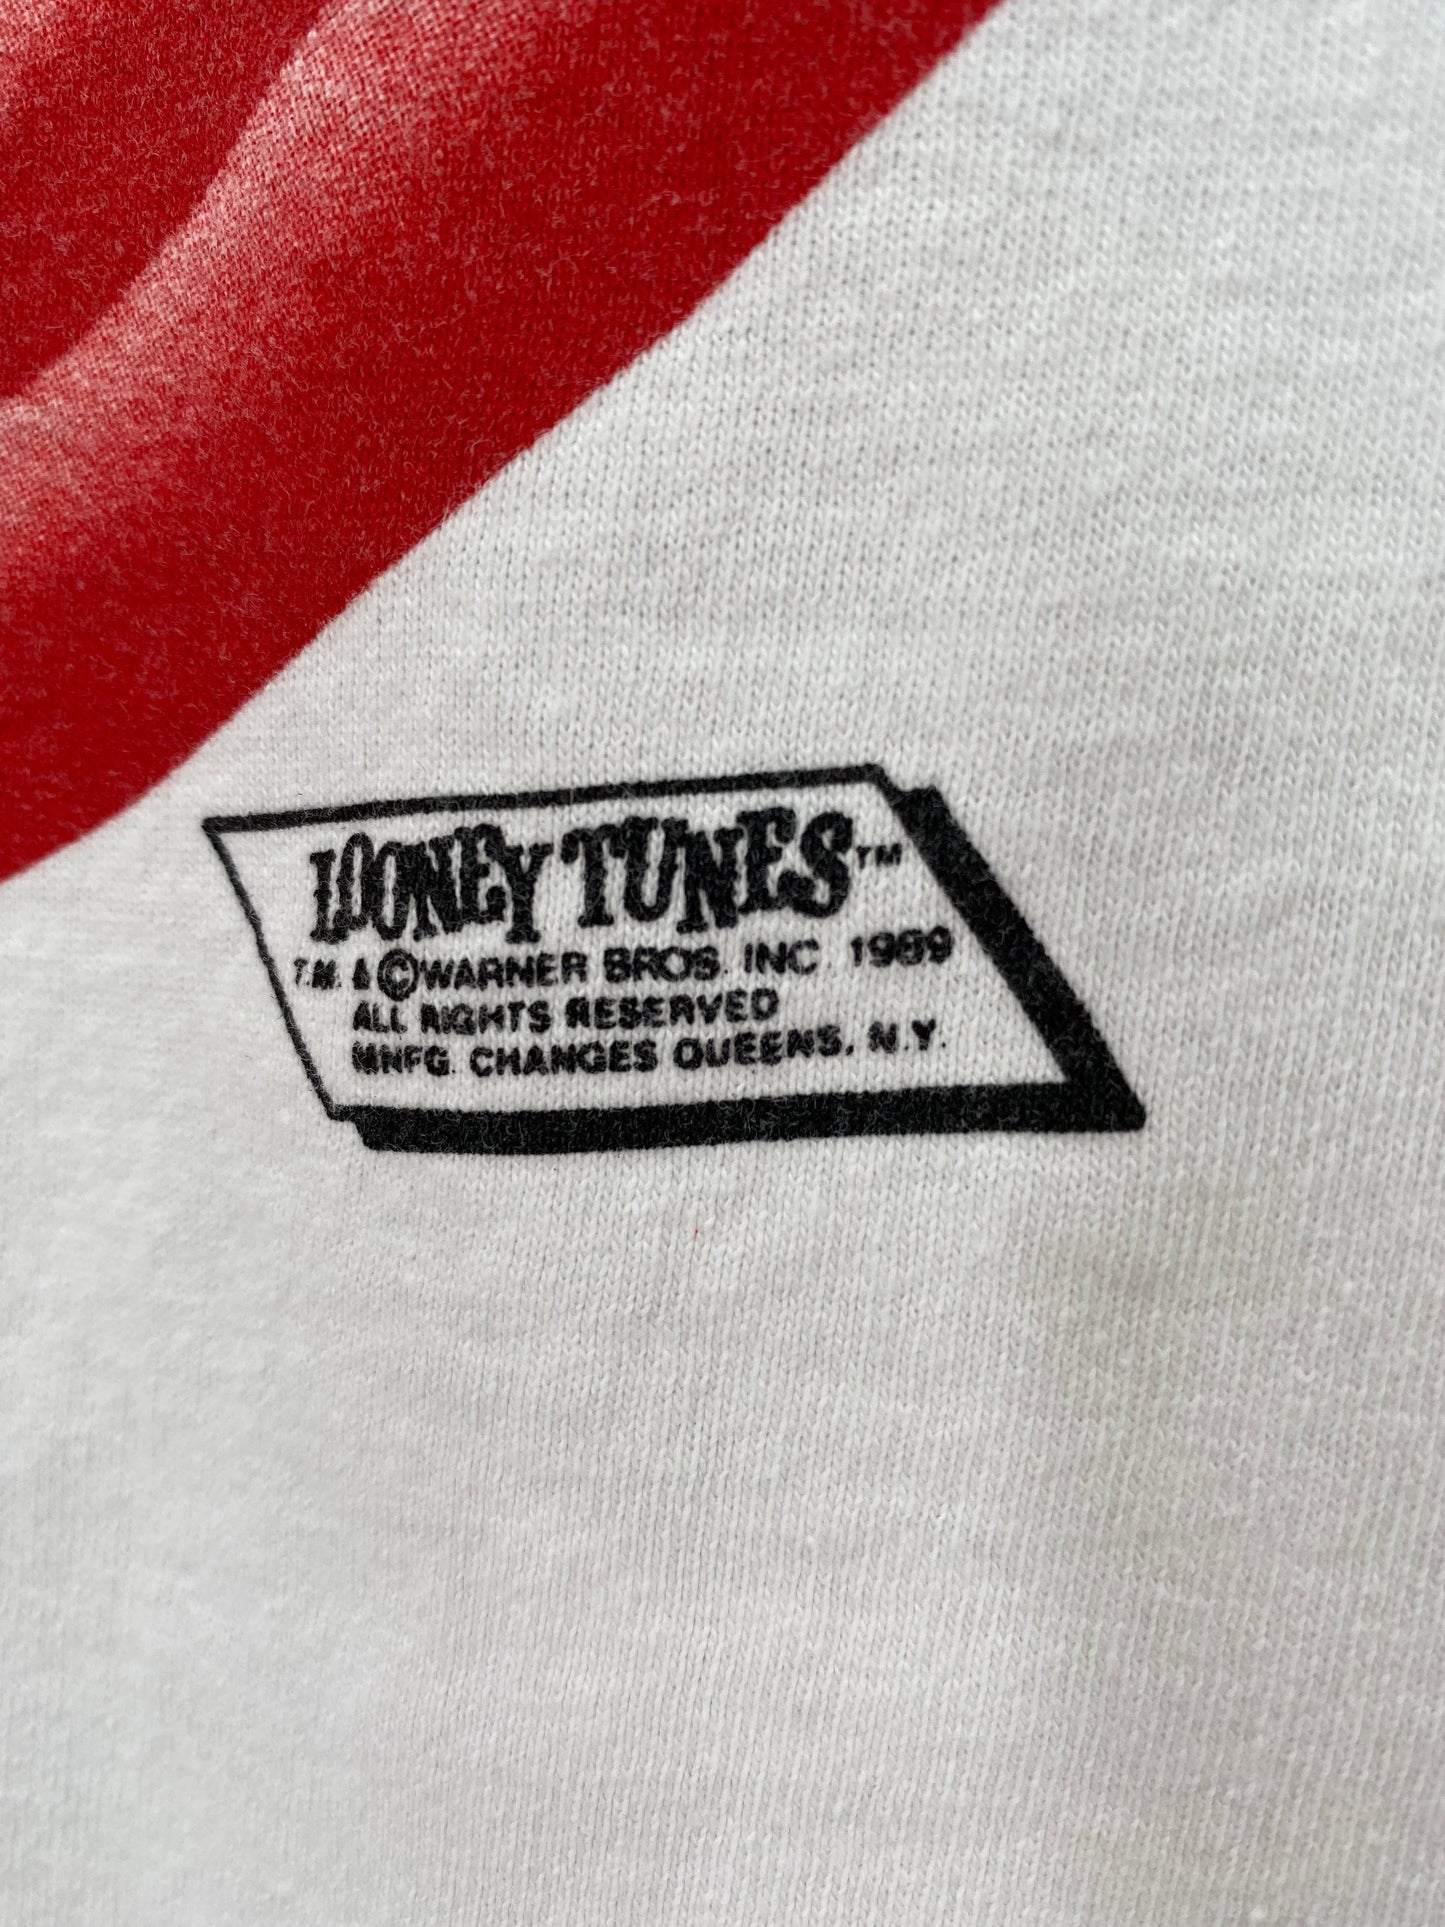 LOONEY TUNES™
T.M. & ©WARNER BROS. INC. 1989
ALL RIGHTS RESERVED
MNFG. CHANGES QUEENS, N.Y.